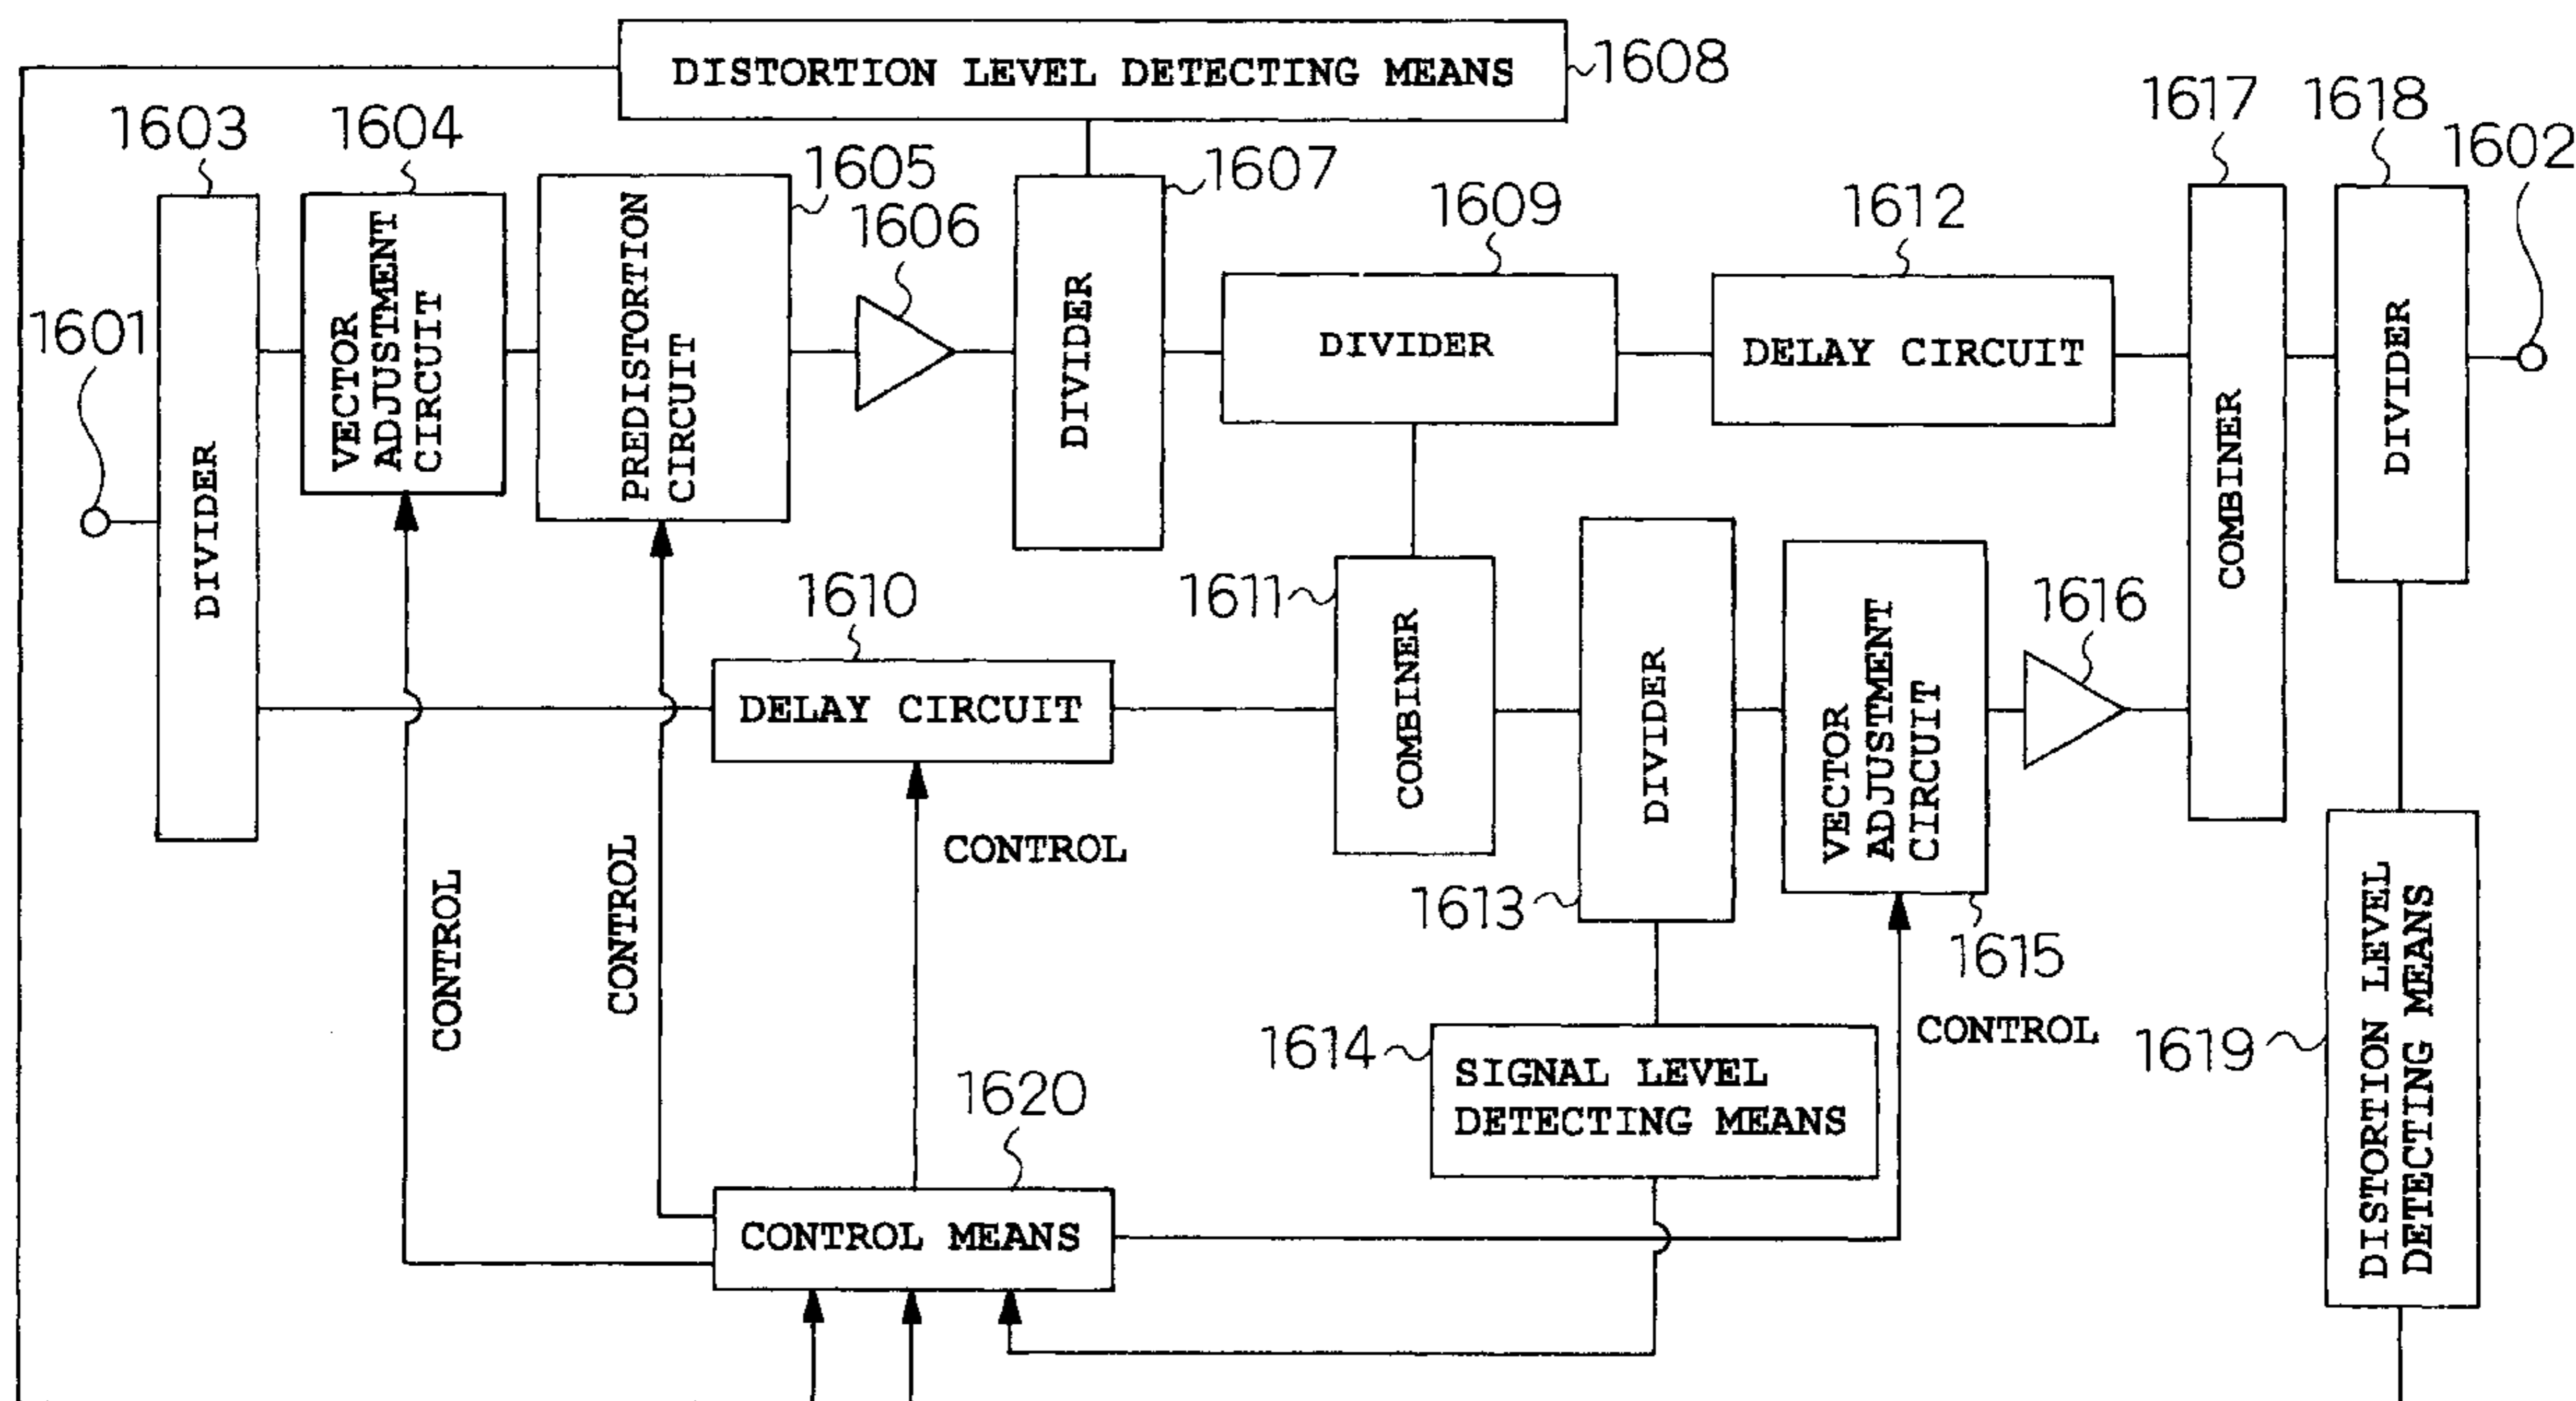 DISTORTION LEVEL DETECTING MEANS
1608
1603
1604
1605
1606
1607
1609
1612
1617
1618
1602
1601
DIVIDER
VECTOR
ADJUSTMENT
CIRCUIT
PREDISTORTION
CIRCUIT
DIVIDER
DIVIDER
DELAY CIRCUIT
COMBINER
DIVIDER
1610
DELAY CIRCUIT
1611
COMBINER
DIVIDER
1613
VECTOR
ADJUSTMENT
CIRCUIT
1616
1615
CONTROL
CONTROL
CONTROL
CONTROL
1614
SIGNAL LEVEL
DETECTING MEANS
1619
DISTORTION LEVEL
DETECTING MEANS
1620
CONTROL MEANS